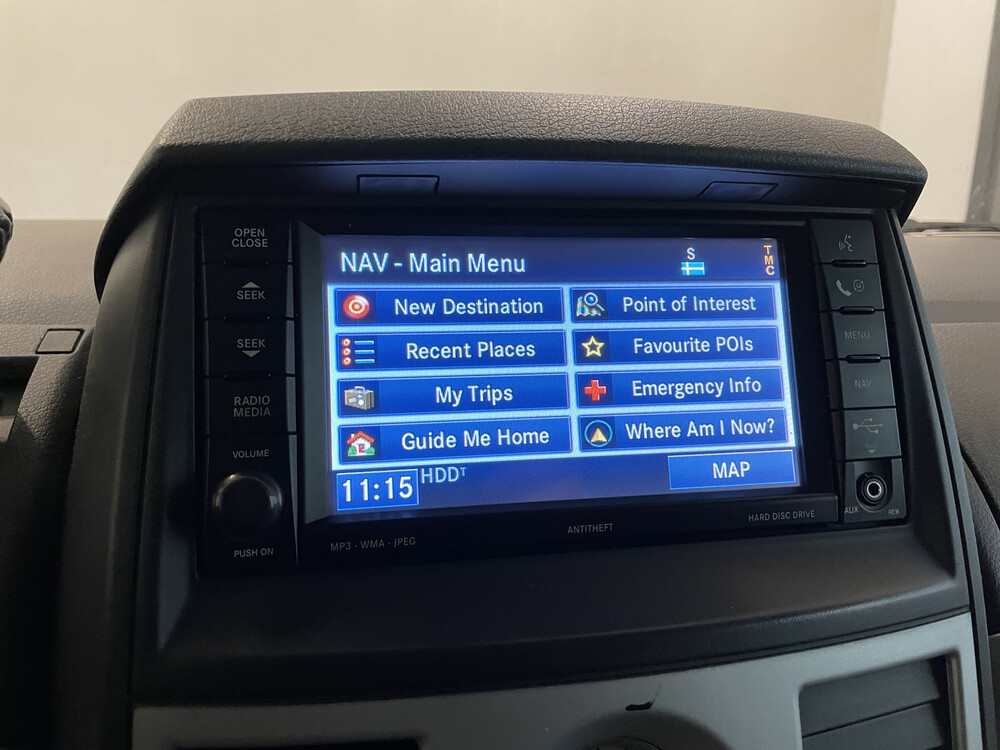 OPEN
CLOSE
SEEK
SEEK
RADIO
MEDIA
VOLUME
PUSH ON
NAV - Main Menu
S
TMC
New Destination
Point of Interest
Recent Places
Favourite POIs
My Trips
Emergency Info
Guide Me Home
Where Am I Now?
11:15
HDDT
MAP
MP3 - WMA - JPEG
ANTITHEFT
HARD DISC DRIVE
MENU
NAV
AUX